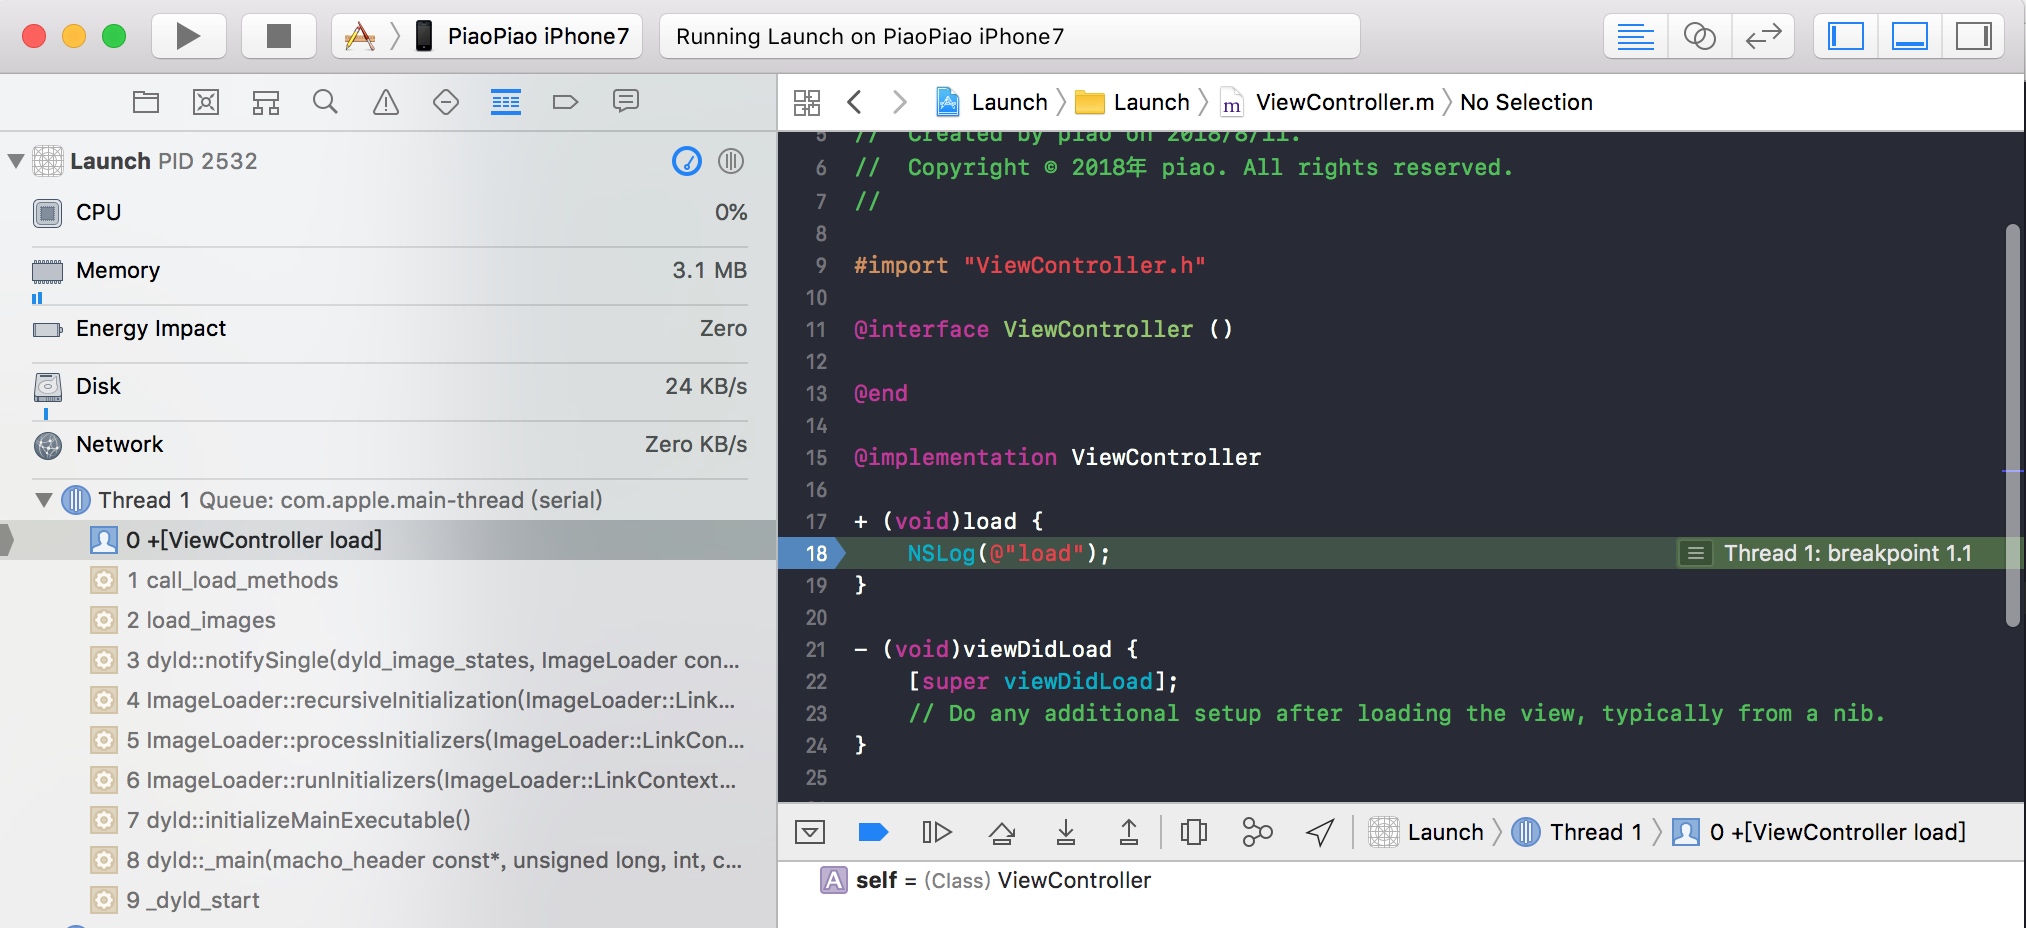 PiaoPiao iPhone7
Running Launch on PiaoPiao iPhone7
Launch PID 2532
CPU 0%
Memory 3.1 MB
Energy Impact Zero
Disk 24 KB/s
Network Zero KB/s
Thread 1 Queue: com.apple.main-thread (serial)
0 +[ViewController load]
1 call_load_methods
2 load_images
3 dyld::notifySingle(dyld_image_states, ImageLoader con...
4 ImageLoader::recursiveInitialization(ImageLoader::Link...
5 ImageLoader::processInitializers(ImageLoader::LinkCon...
6 ImageLoader::runInitializers(ImageLoader::LinkContext...
7 dyld::initializeMainExecutable()
8 dyld::_main(macho_header const*, unsigned long, int, c...
9 _dyld_start
Launch Launch m ViewController.m No Selection
5 // Created by piao on 2018/8/11.
6 // Copyright © 2018年 piao. All rights reserved.
7 //
8
9 #import "ViewController.h"
10
11 @interface ViewController ()
12
13 @end
14
15 @implementation ViewController
16
17 + (void)load {
18 NSLog(@"load"); Thread 1: breakpoint 1.1
19 }
20
21 - (void)viewDidLoad {
22 [super viewDidLoad];
23 // Do any additional setup after loading the view, typically from a nib.
24 }
25
Launch Thread 1 0 +[ViewController load]
A self = (Class) ViewController